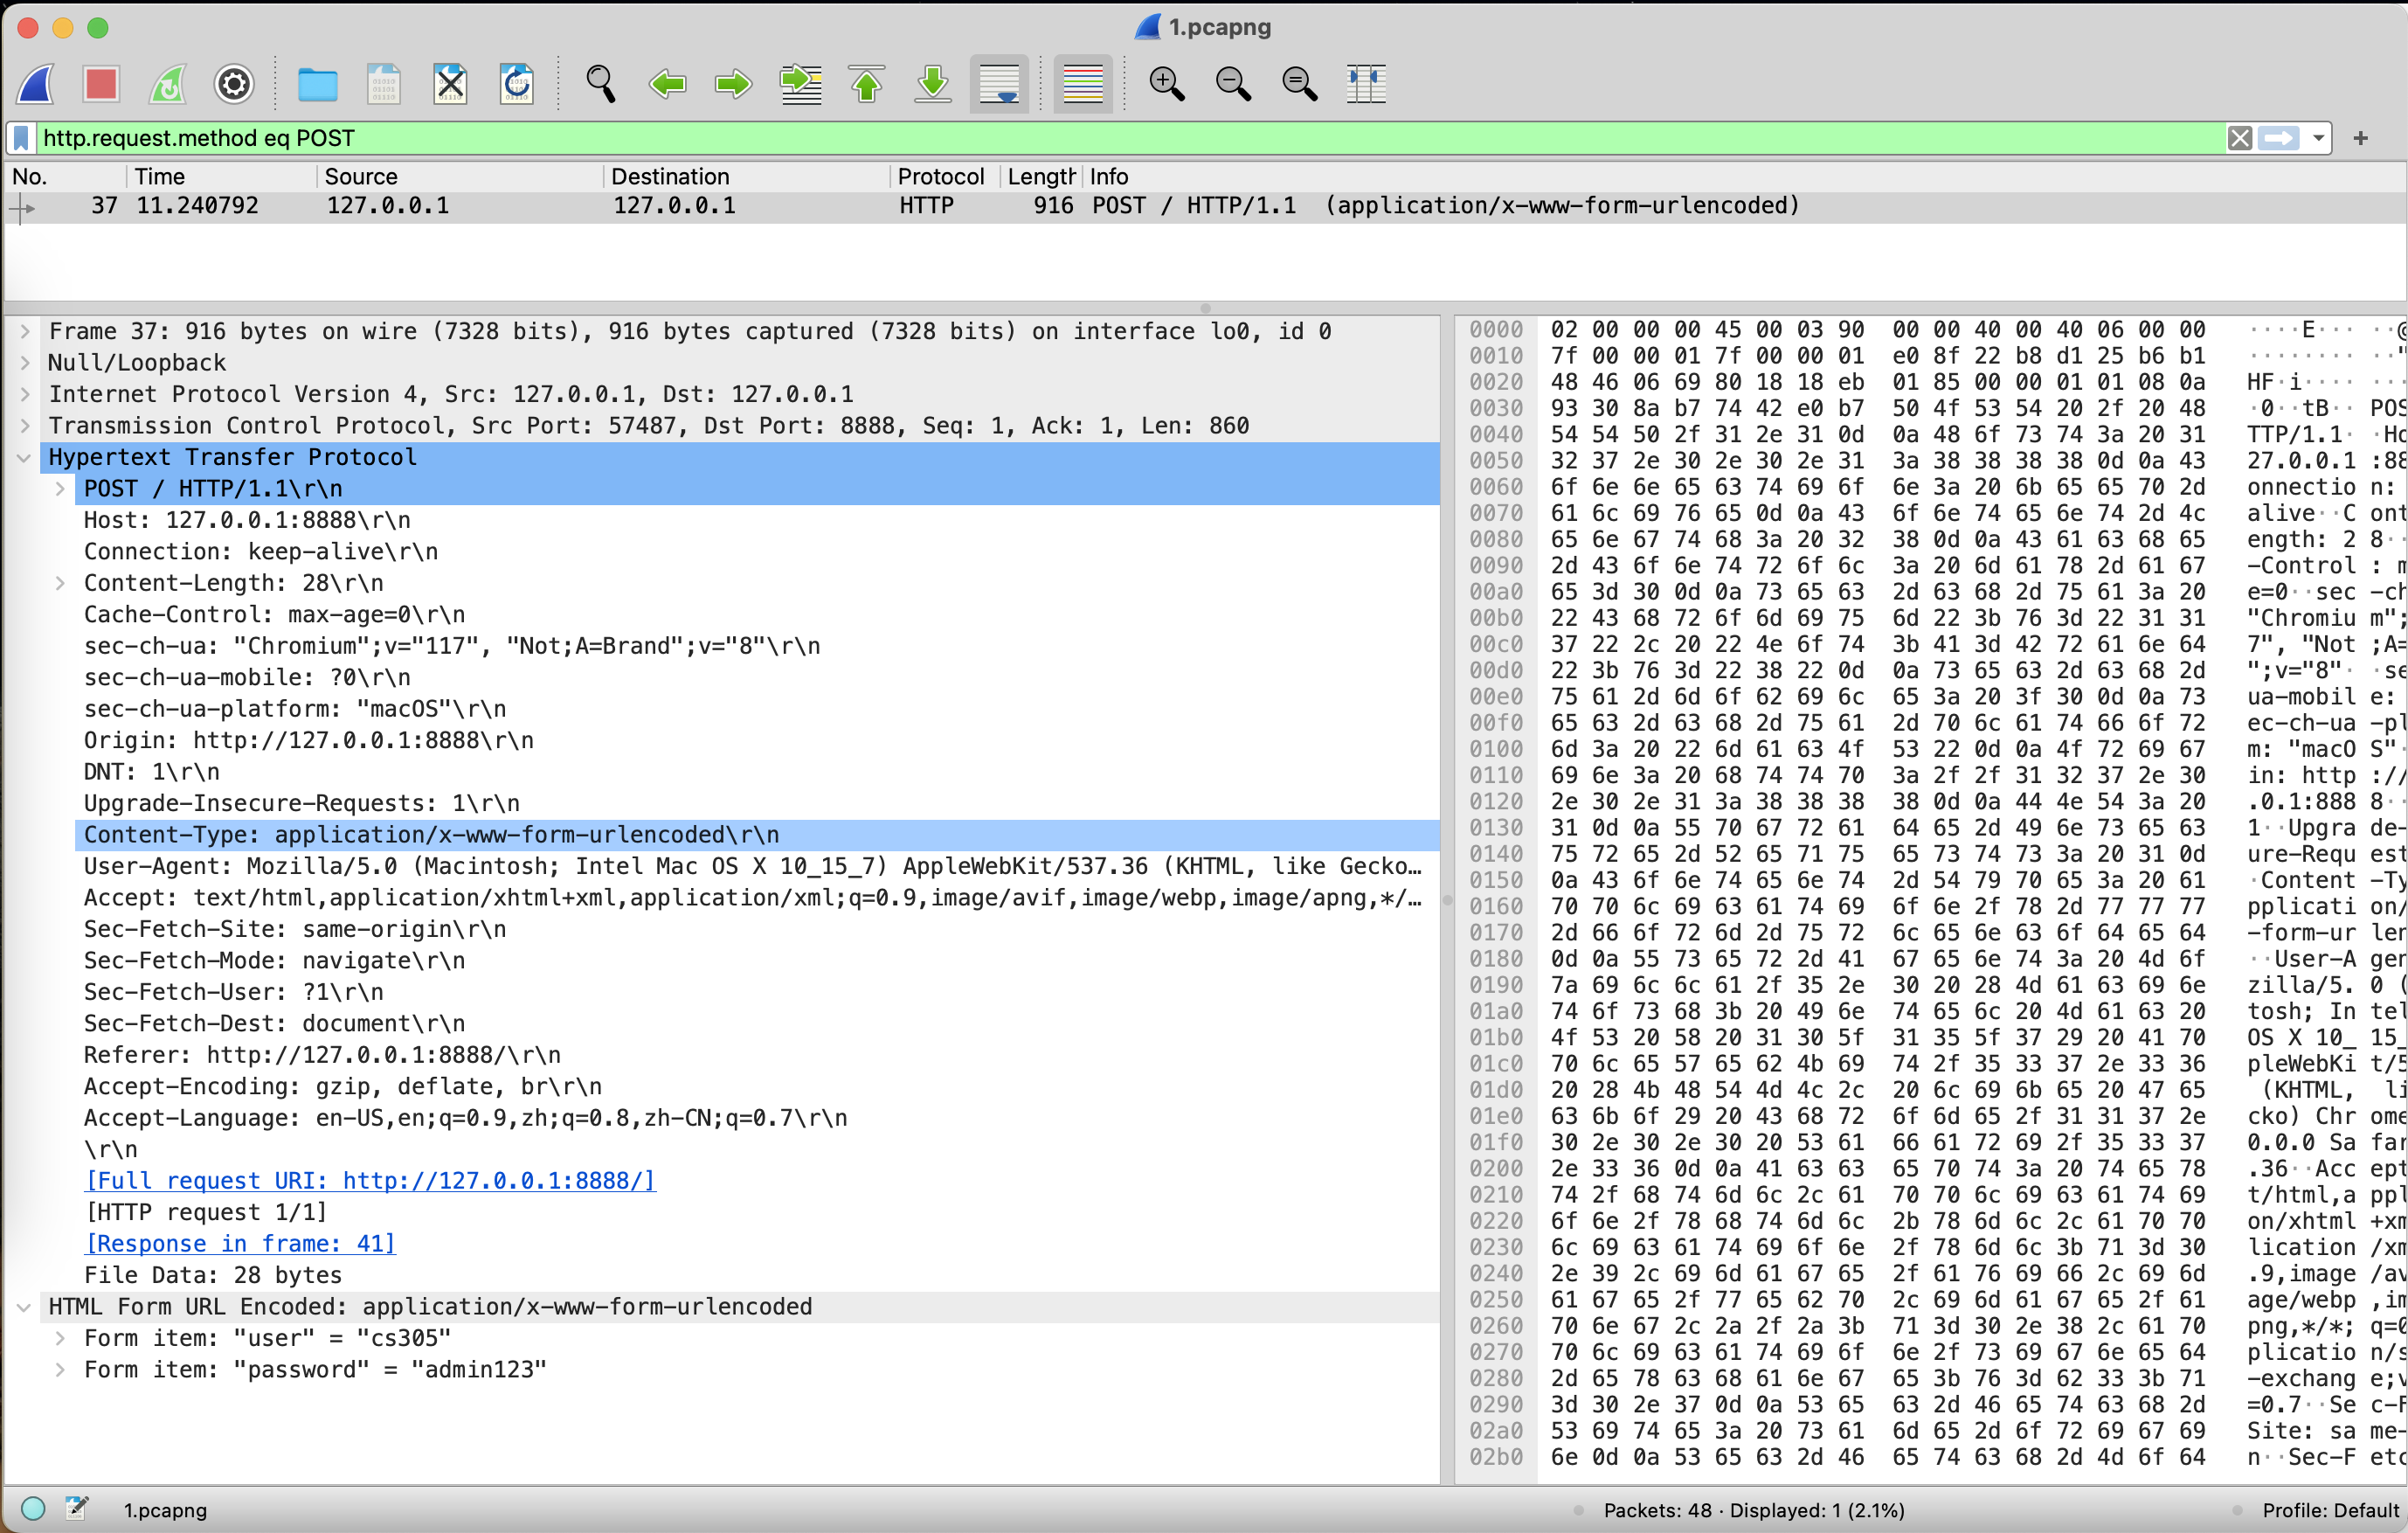 1.pcapng
http.request.method eq POST
No. Time Source Destination Protocol Length Info
37 11.240792 127.0.0.1 127.0.0.1 HTTP 916 POST / HTTP/1.1  (application/x-www-form-urlencoded)
Frame 37: 916 bytes on wire (7328 bits), 916 bytes captured (7328 bits) on interface lo0, id 0
Null/Loopback
Internet Protocol Version 4, Src: 127.0.0.1, Dst: 127.0.0.1
Transmission Control Protocol, Src Port: 57487, Dst Port: 8888, Seq: 1, Ack: 1, Len: 860
Hypertext Transfer Protocol
POST / HTTP/1.1\r\n
Host: 127.0.0.1:8888\r\n
Connection: keep-alive\r\n
Content-Length: 28\r\n
Cache-Control: max-age=0\r\n
sec-ch-ua: "Chromium";v="117", "Not;A=Brand";v="8"\r\n
sec-ch-ua-mobile: ?0\r\n
sec-ch-ua-platform: "macOS"\r\n
Origin: http://127.0.0.1:8888\r\n
DNT: 1\r\n
Upgrade-Insecure-Requests: 1\r\n
Content-Type: application/x-www-form-urlencoded\r\n
User-Agent: Mozilla/5.0 (Macintosh; Intel Mac OS X 10_15_7) AppleWebKit/537.36 (KHTML, like Gecko…
Accept: text/html,application/xhtml+xml,application/xml;q=0.9,image/avif,image/webp,image/apng,*/…
Sec-Fetch-Site: same-origin\r\n
Sec-Fetch-Mode: navigate\r\n
Sec-Fetch-User: ?1\r\n
Sec-Fetch-Dest: document\r\n
Referer: http://127.0.0.1:8888/\r\n
Accept-Encoding: gzip, deflate, br\r\n
Accept-Language: en-US,en;q=0.9,zh;q=0.8,zh-CN;q=0.7\r\n
\r\n
[Full request URI: http://127.0.0.1:8888/]
[HTTP request 1/1]
[Response in frame: 41]
File Data: 28 bytes
HTML Form URL Encoded: application/x-www-form-urlencoded
Form item: "user" = "cs305"
Form item: "password" = "admin123"
0000 02 00 00 00 45 00 03 90 00 00 40 00 40 06 00 00 ····E··· ··@
0010 7f 00 00 01 7f 00 00 01 e0 8f 22 b8 d1 25 b6 b1 ········ ··"
0020 48 46 06 69 80 18 18 eb 01 85 00 00 01 01 08 0a HF·i···· ···
0030 93 30 8a b7 74 42 e0 b7 50 4f 53 54 20 2f 20 48 ·0··tB·· POS
0040 54 54 50 2f 31 2e 31 0d 0a 48 6f 73 74 3a 20 31 TTP/1.1· ·Ho
0050 32 37 2e 30 2e 30 2e 31 3a 38 38 38 38 0d 0a 43 27.0.0.1 :88
0060 6f 6e 6e 65 63 74 69 6f 6e 3a 20 6b 65 65 70 2d onnectio n:
0070 61 6c 69 76 65 0d 0a 43 6f 6e 74 65 6e 74 2d 4c alive··C ont
0080 65 6e 67 74 68 3a 20 32 38 0d 0a 43 61 63 68 65 ength: 2 8··
0090 2d 43 6f 6e 74 72 6f 6c 3a 20 6d 61 78 2d 61 67 -Control : m
00a0 65 3d 30 0d 0a 73 65 63 2d 63 68 2d 75 61 3a 20 e=0··sec -ch
00b0 22 43 68 72 6f 6d 69 75 6d 22 3b 76 3d 22 31 31 "Chromiu m";
00c0 37 22 2c 20 22 4e 6f 74 3b 41 3d 42 72 61 6e 64 7", "Not ;A=
00d0 22 3b 76 3d 22 38 22 0d 0a 73 65 63 2d 63 68 2d ";v="8"· ·se
00e0 75 61 2d 6d 6f 62 69 6c 65 3a 20 3f 30 0d 0a 73 ua-mobil e:
00f0 65 63 2d 63 68 2d 75 61 2d 70 6c 61 74 66 6f 72 ec-ch-ua -pl
0100 6d 3a 20 22 6d 61 63 4f 53 22 0d 0a 4f 72 69 67 m: "macO S"·
0110 69 6e 3a 20 68 74 74 70 3a 2f 2f 31 32 37 2e 30 in: http ://
0120 2e 30 2e 31 3a 38 38 38 38 0d 0a 44 4e 54 3a 20 .0.1:888 8··
0130 31 0d 0a 55 70 67 72 61 64 65 2d 49 6e 73 65 63 1··Upgra de-
0140 75 72 65 2d 52 65 71 75 65 73 74 73 3a 20 31 0d ure-Requ est
0150 0a 43 6f 6e 74 65 6e 74 2d 54 79 70 65 3a 20 61 ·Content -Ty
0160 70 70 6c 69 63 61 74 69 6f 6e 2f 78 2d 77 77 77 pplicati on/
0170 2d 66 6f 72 6d 2d 75 72 6c 65 6e 63 6f 64 65 64 -form-ur len
0180 0d 0a 55 73 65 72 2d 41 67 65 6e 74 3a 20 4d 6f ··User-A gen
0190 7a 69 6c 6c 61 2f 35 2e 30 20 28 4d 61 63 69 6e zilla/5. 0 (
01a0 74 6f 73 68 3b 20 49 6e 74 65 6c 20 4d 61 63 20 tosh; In tel
01b0 4f 53 20 58 20 31 30 5f 31 35 5f 37 29 20 41 70 OS X 10_ 15_
01c0 70 6c 65 57 65 62 4b 69 74 2f 35 33 37 2e 33 36 pleWebKi t/5
01d0 20 28 4b 48 54 4d 4c 2c 20 6c 69 6b 65 20 47 65 (KHTML, li
01e0 63 6b 6f 29 20 43 68 72 6f 6d 65 2f 31 31 37 2e cko) Chr ome
01f0 30 2e 30 2e 30 20 53 61 66 61 72 69 2f 35 33 37 0.0.0 Sa far
0200 2e 33 36 0d 0a 41 63 63 65 70 74 3a 20 74 65 78 .36··Acc ept
0210 74 2f 68 74 6d 6c 2c 61 70 70 6c 69 63 61 74 69 t/html,a ppl
0220 6f 6e 2f 78 68 74 6d 6c 2b 78 6d 6c 2c 61 70 70 on/xhtml +xm
0230 6c 69 63 61 74 69 6f 6e 2f 78 6d 6c 3b 71 3d 30 lication /xm
0240 2e 39 2c 69 6d 61 67 65 2f 61 76 69 66 2c 69 6d .9,image /av
0250 61 67 65 2f 77 65 62 70 2c 69 6d 61 67 65 2f 61 age/webp ,im
0260 70 6e 67 2c 2a 2f 2a 3b 71 3d 30 2e 38 2c 61 70 png,*/*; q=0
0270 70 6c 69 63 61 74 69 6f 6e 2f 73 69 67 6e 65 64 plicatio n/s
0280 2d 65 78 63 68 61 6e 67 65 3b 76 3d 62 33 3b 71 -exchang e;v
0290 3d 30 2e 37 0d 0a 53 65 63 2d 46 65 74 63 68 2d =0.7··Se c-F
02a0 53 69 74 65 3a 20 73 61 6d 65 2d 6f 72 69 67 69 Site: sa me-
02b0 6e 0d 0a 53 65 63 2d 46 65 74 63 68 2d 4d 6f 64 n··Sec-F etc
1.pcapng
Packets: 48 · Displayed: 1 (2.1%)
Profile: Default